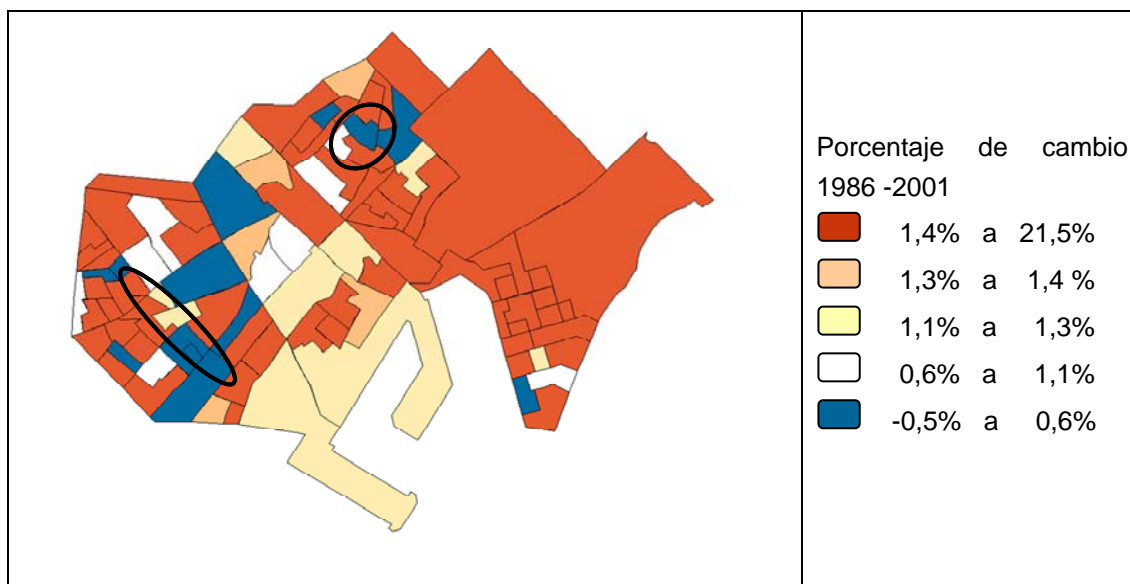 Porcentaje de cambio
1986 -2001
1,4% a 21,5%
1,3% a 1,4 %
1,1% a 1,3%
0,6% a 1,1%
-0,5% a 0,6%